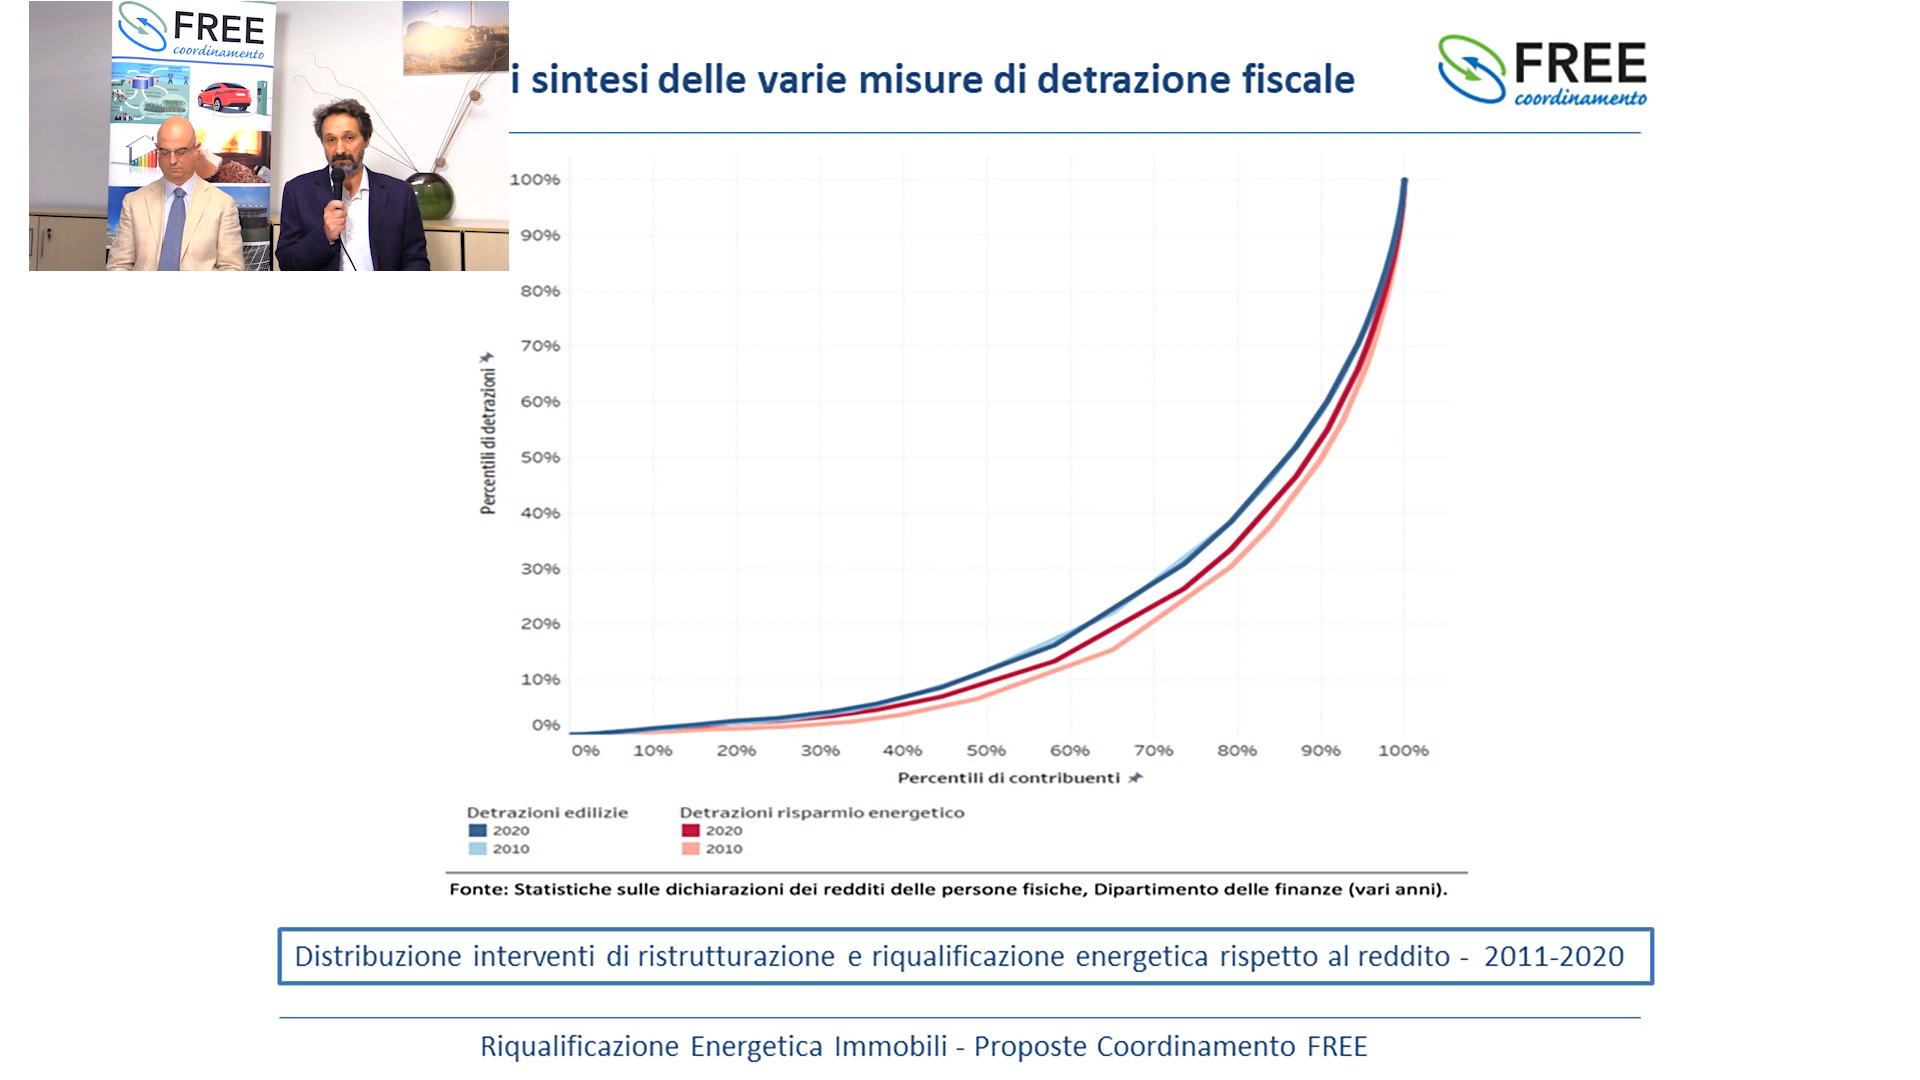 FREE
coordinamento
i sintesi delle varie misure di detrazione fiscale
FREE
coordinamento
100%
90%
80%
70%
60%
50%
40%
30%
20%
10%
0%
Percentili di detrazioni
0% 10% 20% 30% 40% 50% 60% 70% 80% 90% 100%
Percentili di contribuenti
Detrazioni edilizie
2020
2010
Detrazioni risparmio energetico
2020
2010
Fonte: Statistiche sulle dichiarazioni dei redditi delle persone fisiche, Dipartimento delle finanze (vari anni).
Distribuzione interventi di ristrutturazione e riqualificazione energetica rispetto al reddito - 2011-2020
Riqualificazione Energetica Immobili - Proposte Coordinamento FREE